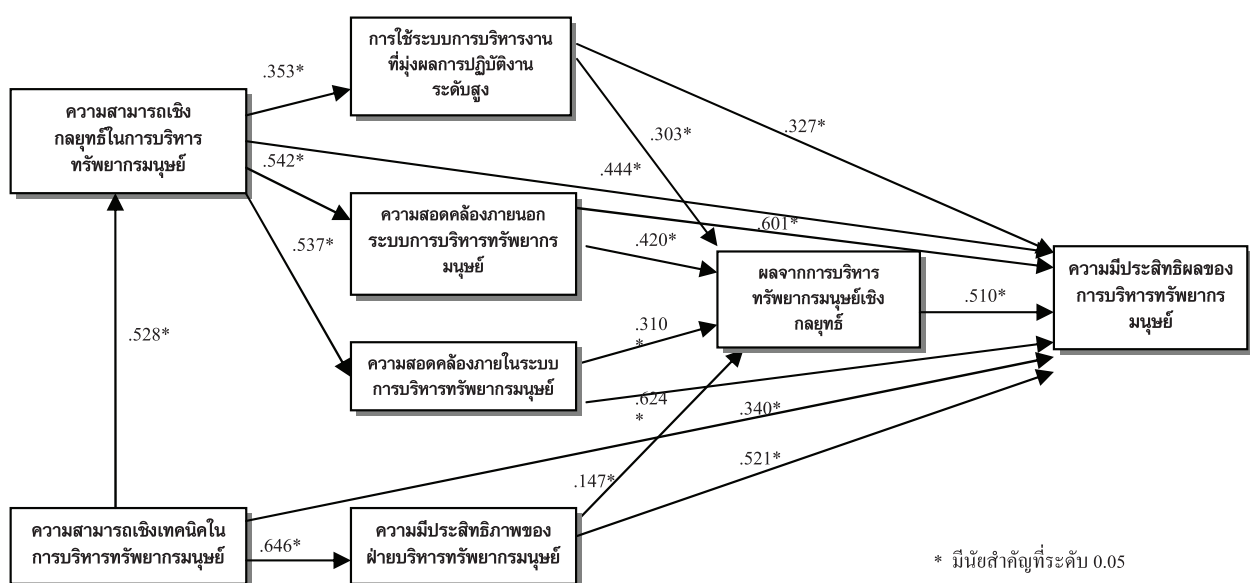 การใช้ระบบการบริหารงาน
ที่มุ่งผลการปฏิบัติงาน
ระดับสูง
.353*
ความสามารถเชิง
กลยุทธ์ในการบริหาร
ทรัพยากรมนุษย์
.303*
.327*
.542*
.444*
ความสอดคล้องภายนอก
ระบบการบริหารทรัพยากร
มนุษย์
.601*
.537*
.420*
ผลจากการบริหาร
ทรัพยากรมนุษย์เชิง
กลยุทธ์
ความมีประสิทธิผลของ
การบริหารทรัพยากร
มนุษย์
.510*
.528*
.310
*
ความสอดคล้องภายในระบบ
การบริหารทรัพยากรมนุษย์
.624
*
.340*
.521*
.147*
ความสามารถเชิงเทคนิคใน
การบริหารทรัพยากรมนุษย์
.646*
ความมีประสิทธิภาพของ
ฝ่ายบริหารทรัพยากรมนุษย์
* มีนัยสำคัญที่ระดับ 0.05